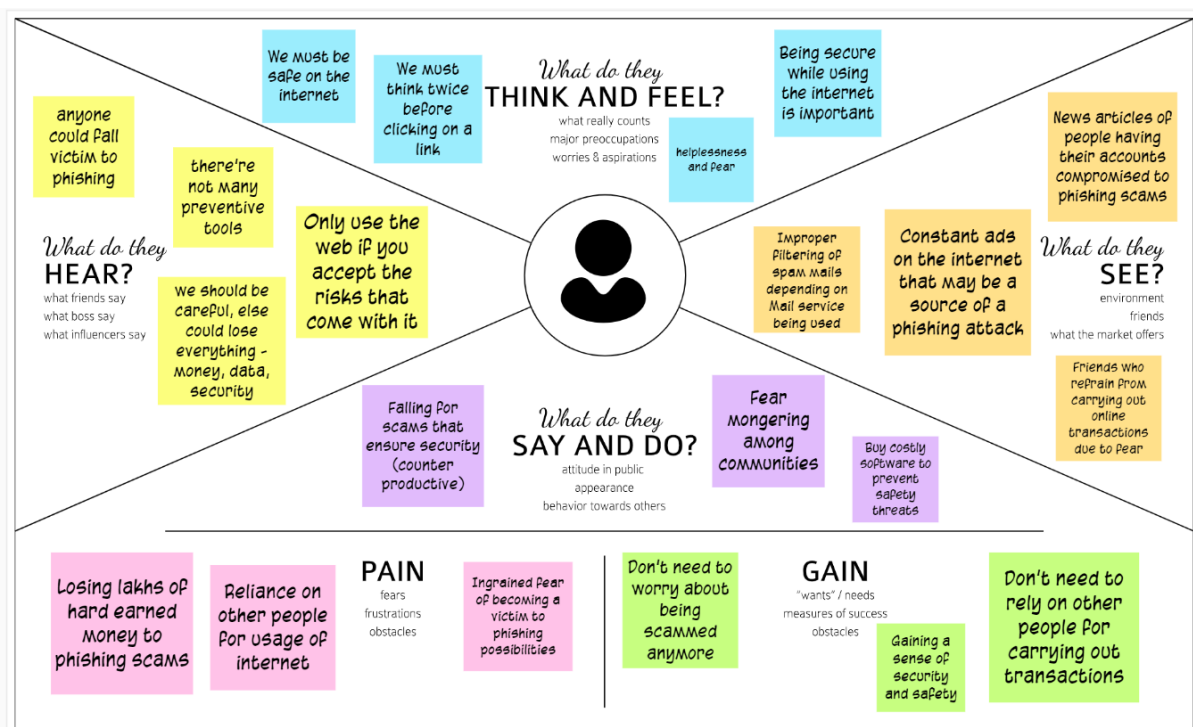 What do they
THINK AND FEEL?
what really counts
major preoccupations
worries & aspirations
We must be
safe on the
internet
We must
think twice
before
clicking on a
link
helplessness
and fear
Being secure
while using
the internet
is important
What do they
HEAR?
what friends say
what boss say
what influencers say
anyone
could fall
victim to
phishing
there're
not many
preventive
tools
Only use the
web if you
accept the
risks that
come with it
we should be
careful, else
could lose
everything -
money, data,
security
What do they
SEE?
environment
friends
what the market offers
News articles of
people having
their accounts
compromised to
phishing scams
Improper
filtering of
spam mails
depending on
Mail service
being used
Constant ads
on the internet
that may be a
source of a
phishing attack
Friends who
refrain from
carrying out
online
transactions
due to fear
What do they
SAY AND DO?
attitude in public
appearance
behavior towards others
Falling for
scams that
ensure security
(counter
productive)
Fear
mongering
among
communities
Buy costly
software to
prevent
safety
threats
PAIN
fears
frustrations
obstacles
Losing lakhs of
hard earned
money to
phishing scams
Reliance on
other people
for usage of
internet
Ingrained fear
of becoming a
victim to
phishing
possibilities
GAIN
"wants" / needs
measures of success
obstacles
Don't need to
worry about
being
scammed
anymore
Gaining a
sense of
security
and safety
Don't need to
rely on other
people for
carrying out
transactions